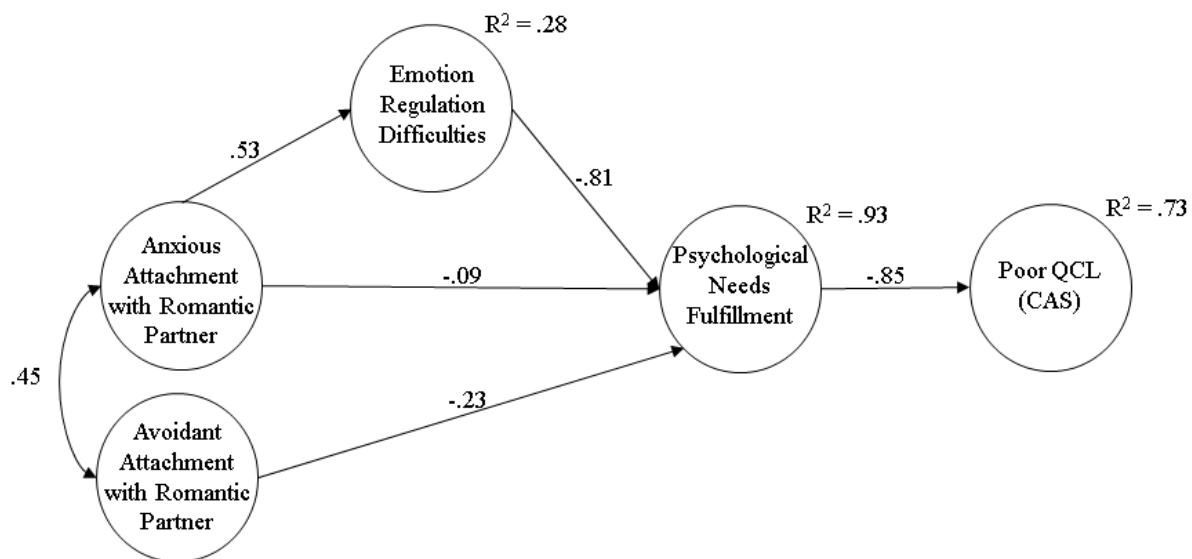 R² = .28
Emotion
Regulation
Difficulties
.53
-.81
R² = .93
R² = .73
Anxious
Attachment
with Romantic
Partner
-.09
Psychological
Needs
Fulfillment
-.85
Poor QCL
(CAS)
.45
-.23
Avoidant
Attachment
with Romantic
Partner